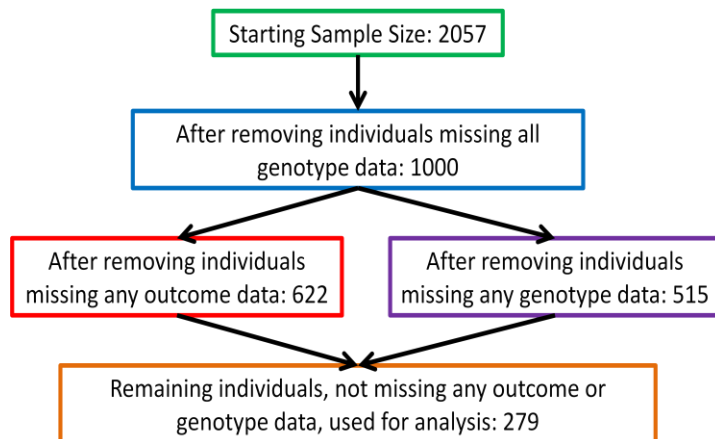 Starting Sample Size: 2057
After removing individuals missing all
genotype data: 1000
After removing individuals
missing any outcome data: 622
After removing individuals
missing any genotype data: 515
Remaining individuals, not missing any outcome or
genotype data, used for analysis: 279